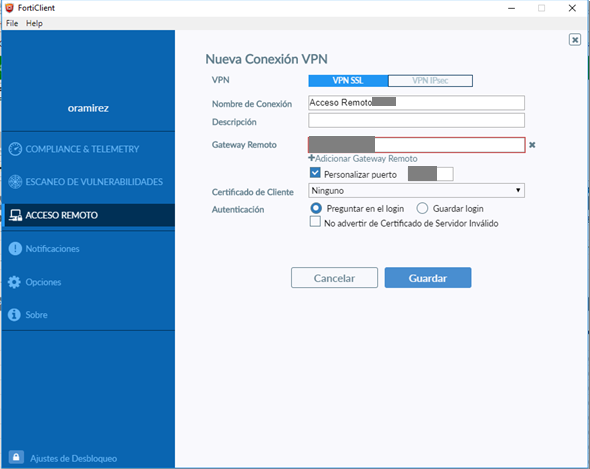 FortiClient
File Help
oramirez
COMPLIANCE & TELEMETRY
ESCANEO DE VULNERABILIDADES
ACCESO REMOTO
Notificaciones
Opciones
Sobre
Ajustes de Desbloqueo
Nueva Conexión VPN
VPN VPN SSL VPN IPsec
Nombre de Conexión Acceso Remoto
Descripción
Gateway Remoto
+Adicionar Gateway Remoto
Personalizar puerto
Certificado de Cliente Ninguno
Autenticación Preguntar en el login Guardar login
No advertir de Certificado de Servidor Inválido
Cancelar Guardar